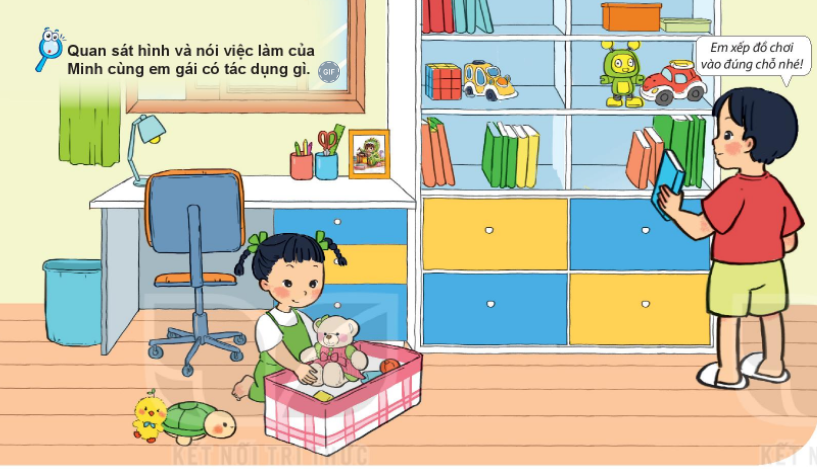 Quan sát hình và nói việc làm của
Minh cùng em gái có tác dụng gì.
GIF
Em xếp đồ chơi
vào đúng chỗ nhé!
KẾT NỐI TRI THỨC
KẾT N